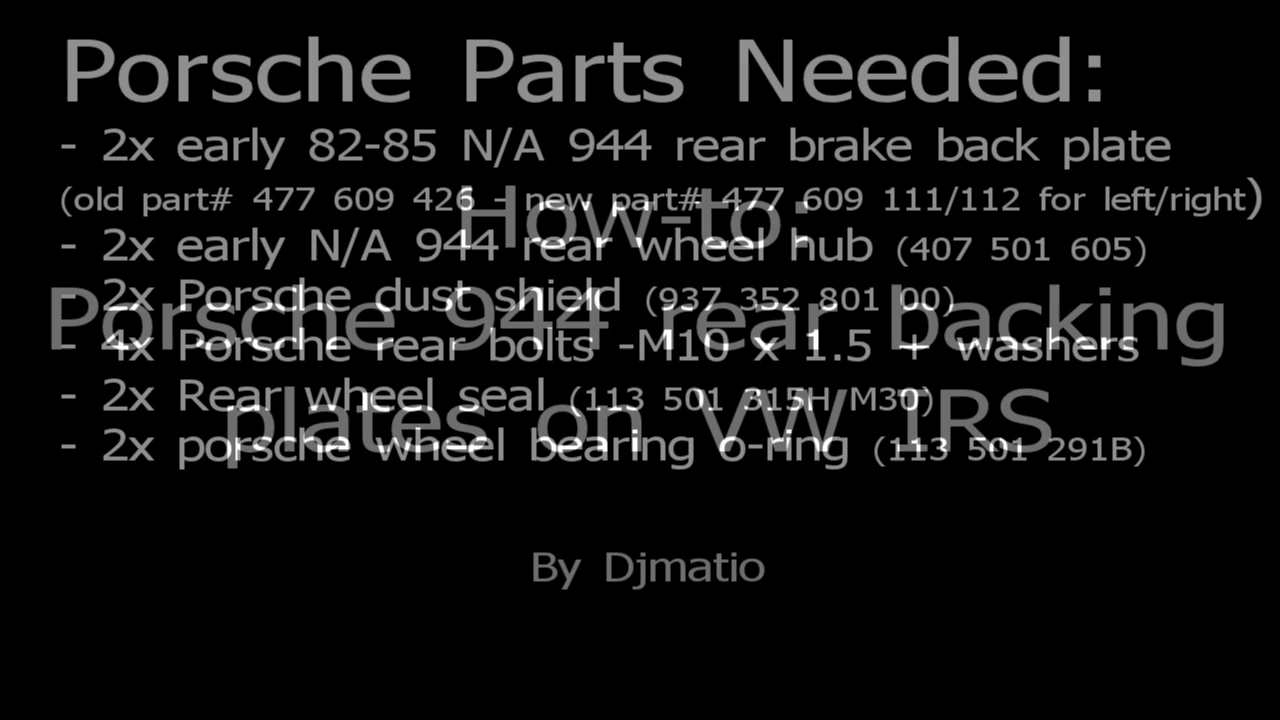 Porsche Parts Needed:
- 2x early 82-85 N/A 944 rear brake back plate
(old part# 477 609 426 - new part# 477 609 111/112 for left/right)
- 2x early N/A 944 rear wheel hub (407 501 605)
- 2x Porsche dust shield (937 352 801 00)
- 4x Porsche rear bolts -M10 x 1.5 + washers
- 2x Rear wheel seal (113 501 315H M30)
- 2x porsche wheel bearing o-ring (113 501 291B)
How-to:
Porsche 944 rear backing
plates on VW IRS
By Djmatio